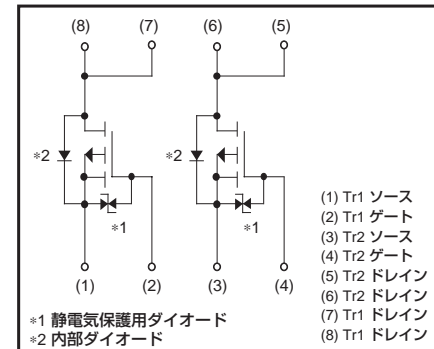 (8) (7) (6) (5)
∗2 ∗2
∗1 ∗1
(1) (2) (3) (4)
(1) Tr1 ソース
(2) Tr1 ゲート
(3) Tr2 ソース
(4) Tr2 ゲート
(5) Tr2 ドレイン
(6) Tr2 ドレイン
(7) Tr1 ドレイン
(8) Tr1 ドレイン
∗1 静電気保護用ダイオード
∗2 内部ダイオード